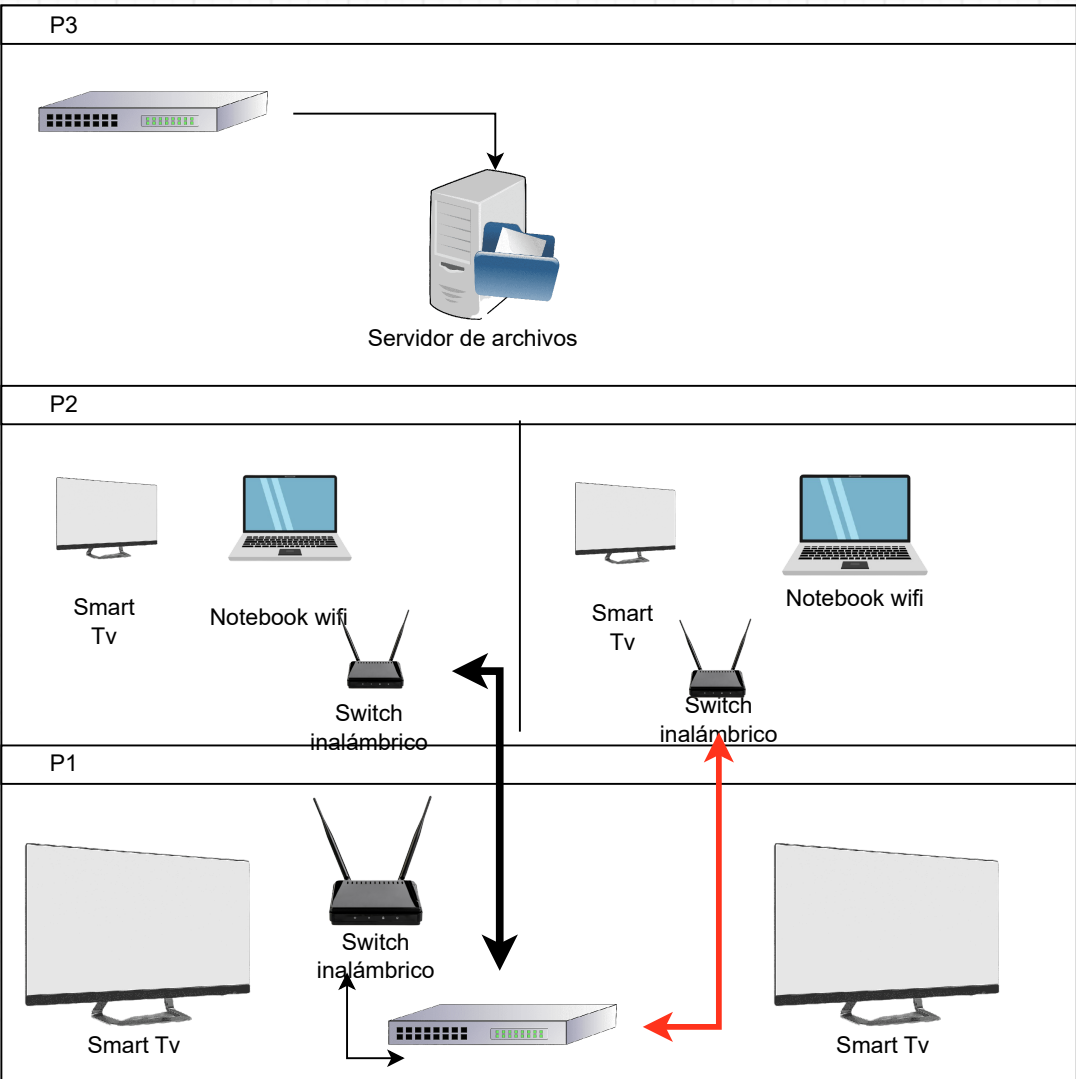 P3
Servidor de archivos
P2
Smart
Tv
Notebook wifi
Switch
inalámbrico
Smart
Tv
Notebook wifi
Switch
inalámbrico
P1
Smart Tv
Switch
inalámbrico
Smart Tv